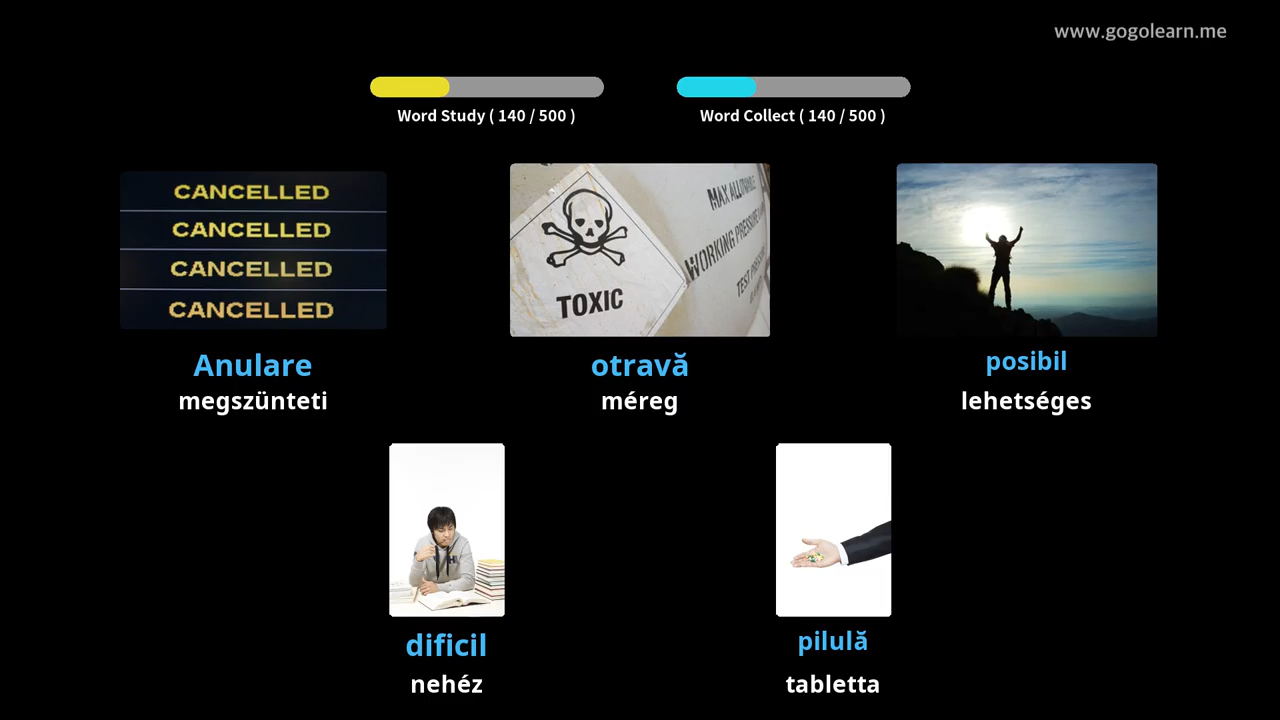 www.gogolearn.me
Word Study ( 140 / 500 )
Word Collect ( 140 / 500 )
CANCELLED
CANCELLED
CANCELLED
CANCELLED
TOXIC
WORKING PRESSURE
Anulare
megszünteti
otravă
méreg
posibil
lehetséges
dificil
nehéz
pilulă
tabletta